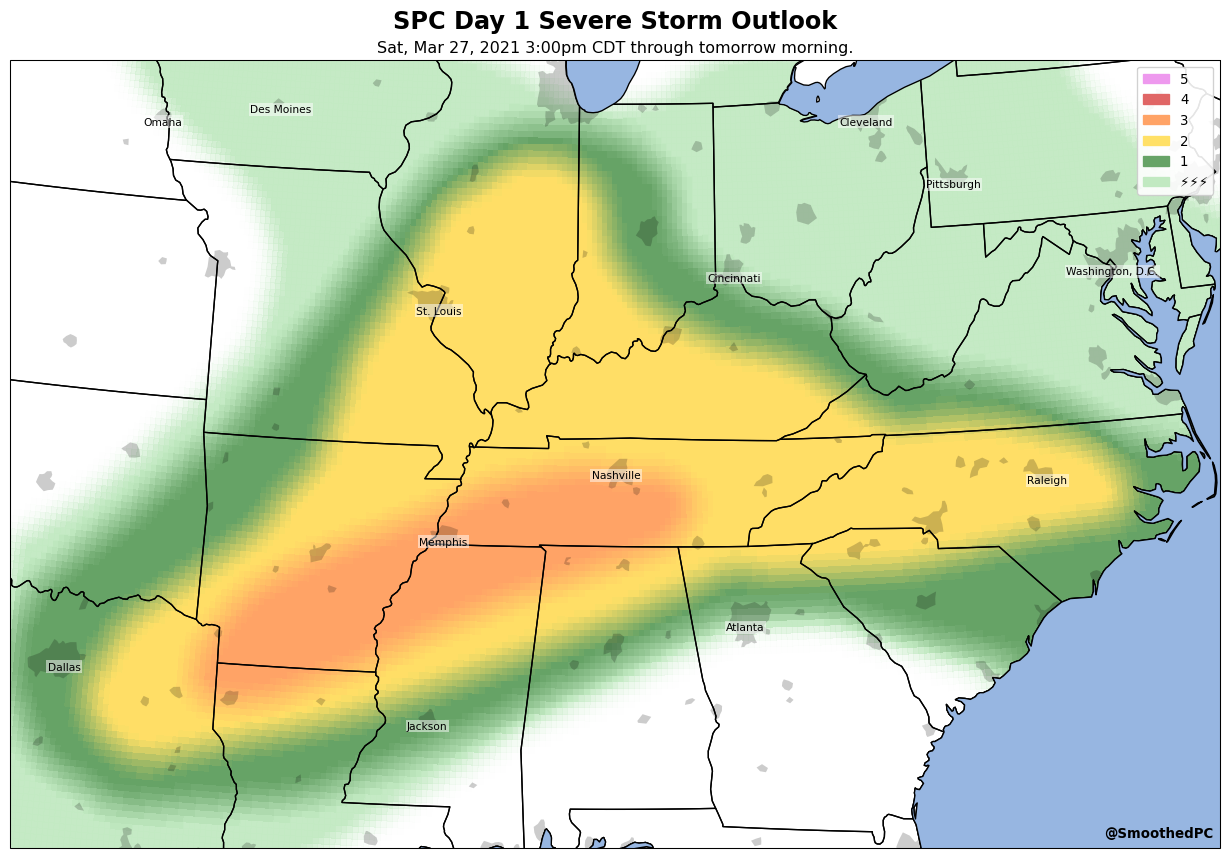 SPC Day 1 Severe Storm Outlook
Sat, Mar 27, 2021 3:00pm CDT through tomorrow morning.
5
4
3
2
1
⚡⚡⚡
Des Moines
Omaha
Cleveland
Pittsburgh
Washington, D.C.
Cincinnati
St. Louis
Nashville
Raleigh
Memphis
Atlanta
Dallas
Jackson
@SmoothedPC